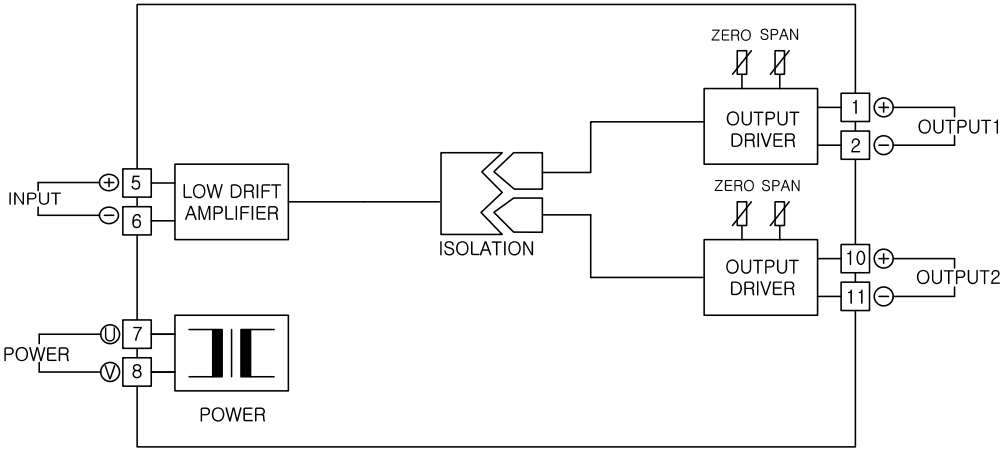 ZERO SPAN
OUTPUT
DRIVER
1 +
2 −
OUTPUT1
INPUT
+ 5
− 6
LOW DRIFT
AMPLIFIER
ISOLATION
ZERO SPAN
OUTPUT
DRIVER
10 +
11 −
OUTPUT2
POWER
U 7
V 8
POWER